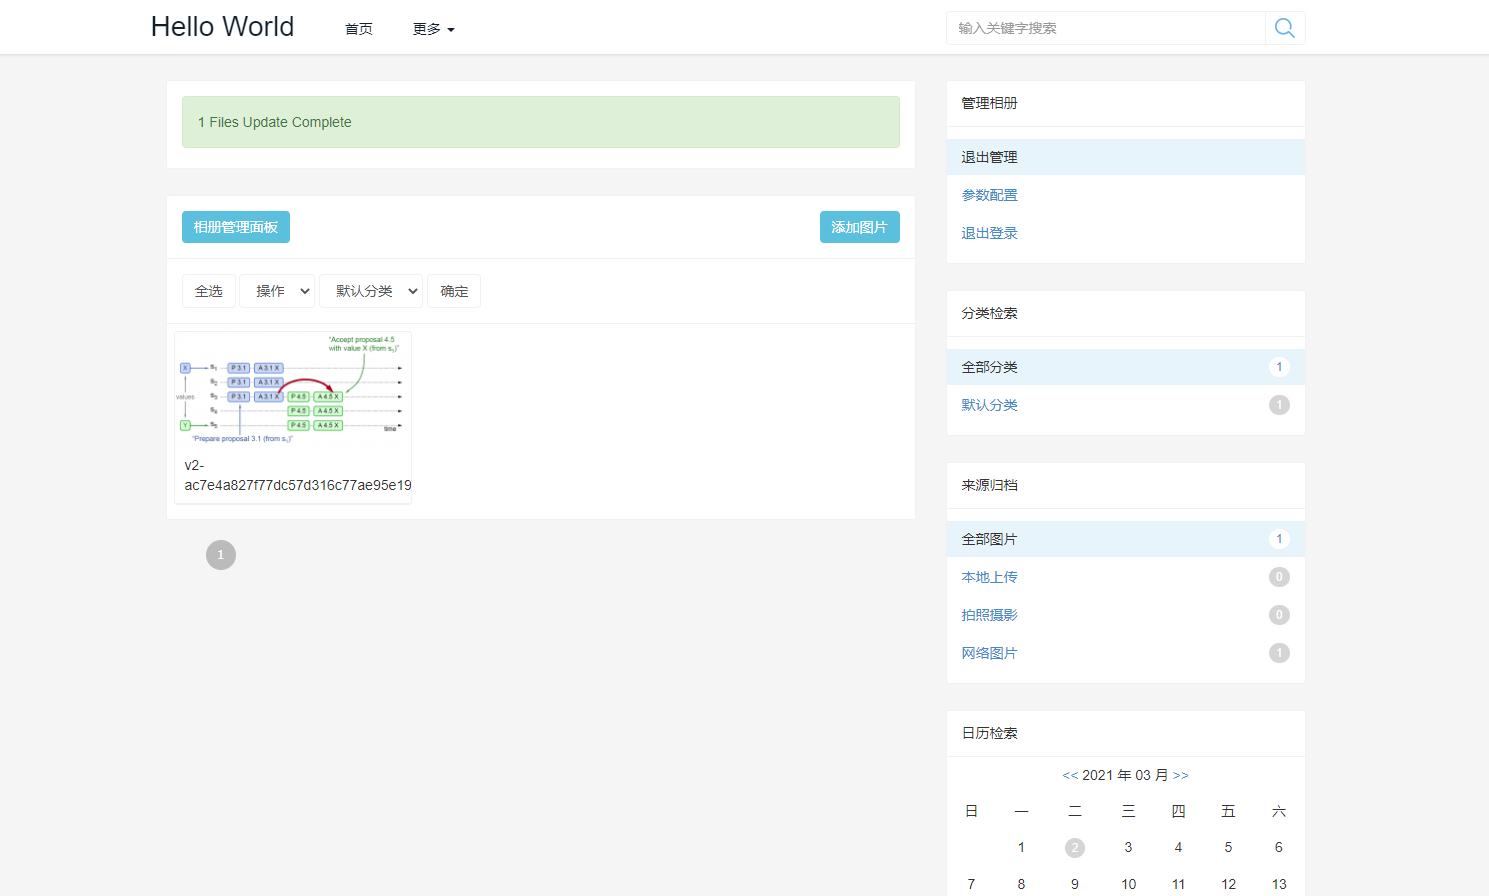 Hello World
首页
更多
输入关键字搜索
1 Files Update Complete
相册管理面板
添加图片
全选
操作
默认分类
确定
"Accept proposal 4.5
with value X (from s5)"
X
s1
P 3.1
A 3.1 X
s2
P 3.1
A 3.1 X
values
s3
P 3.1
A 3.1 X
P 4.5
A 4.5 X
s4
P 4.5
A 4.5 X
Y
s5
P 4.5
A 4.5 X
time
"Prepare proposal 3.1 (from s1)"
v2-
ac7e4a827f77dc57d316c77ae95e19
1
管理相册
退出管理
参数配置
退出登录
分类检索
全部分类 1
默认分类 1
来源归档
全部图片 1
本地上传 0
拍照摄影 0
网络图片 1
日历检索
<< 2021 年 03 月 >>
日 一 二 三 四 五 六
1 2 3 4 5 6
7 8 9 10 11 12 13